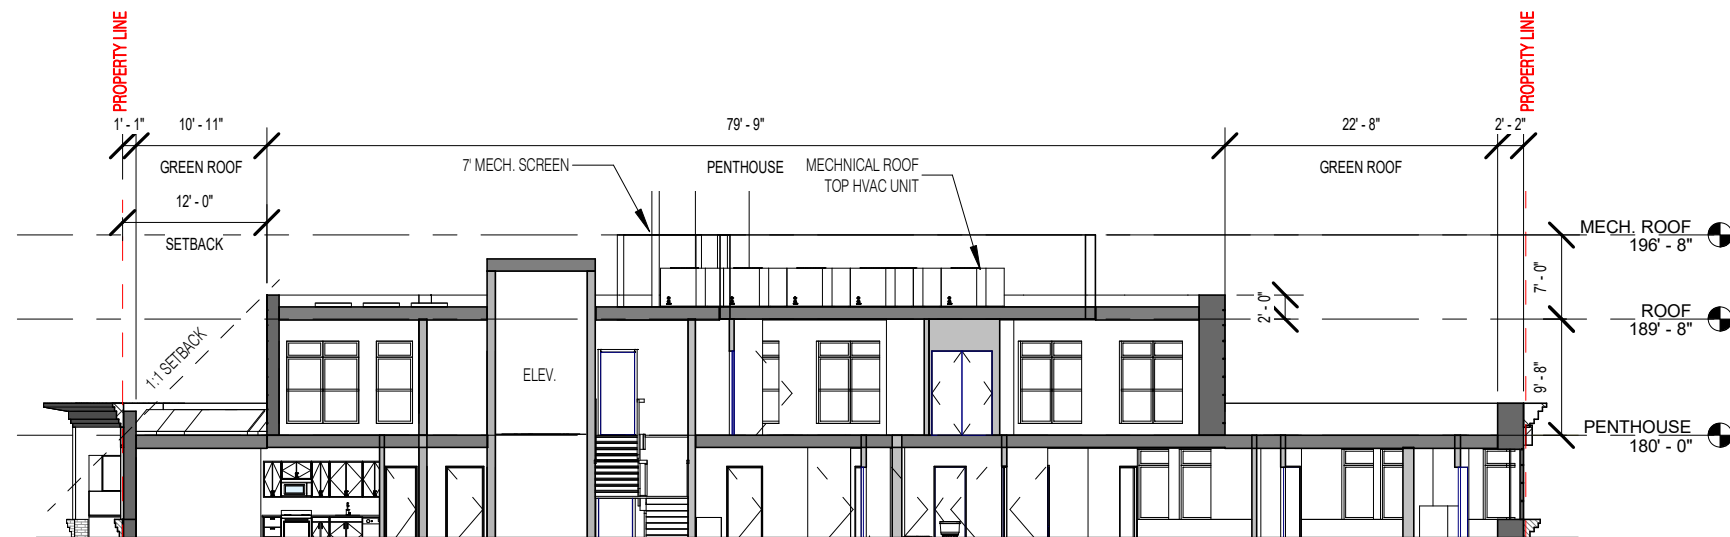 PROPERTY LINE
PROPERTY LINE
1' - 1"
10' - 11"
79' - 9"
22' - 8"
2' - 2"
GREEN ROOF
7' MECH. SCREEN
PENTHOUSE
MECHNICAL ROOF
TOP HVAC UNIT
GREEN ROOF
12' - 0"
SETBACK
MECH. ROOF
196' - 8"
7' - 0"
2' - 0"
ROOF
189' - 8"
1:1 SETBACK
ELEV.
9' - 8"
PENTHOUSE
180' - 0"